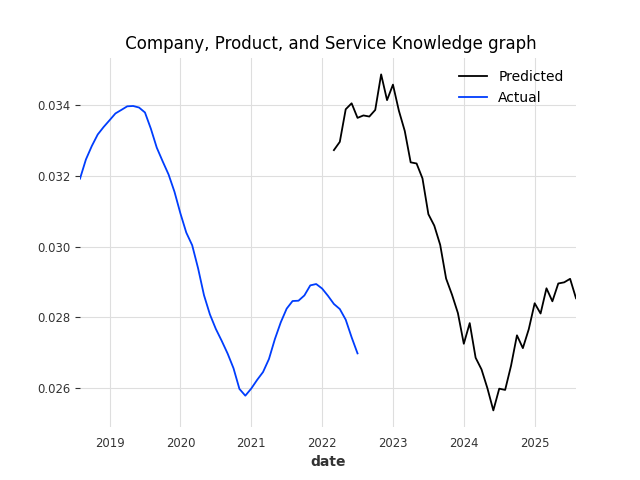 Company, Product, and Service Knowledge graph
Predicted
Actual
0.034
0.032
0.030
0.028
0.026
2019 2020 2021 2022 2023 2024 2025
date